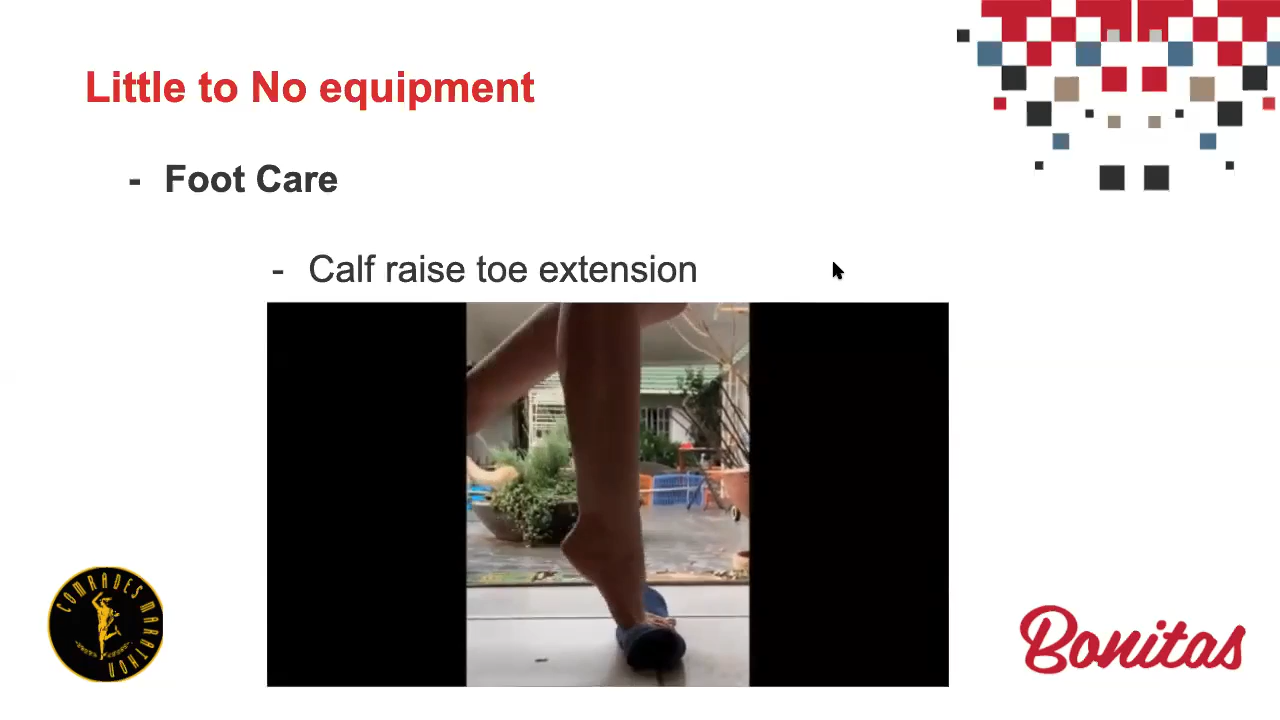 Little to No equipment
- Foot Care
- Calf raise toe extension
COMRADES MARATHON
Bonitas